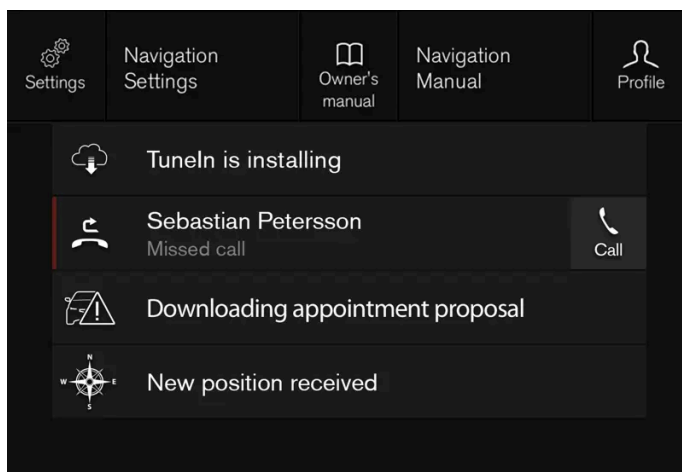 Settings
Navigation
Settings
Owner's
manual
Navigation
Manual
Profile
TuneIn is installing
Sebastian Petersson
Missed call
Call
Downloading appointment proposal
N
W
E
S
New position received